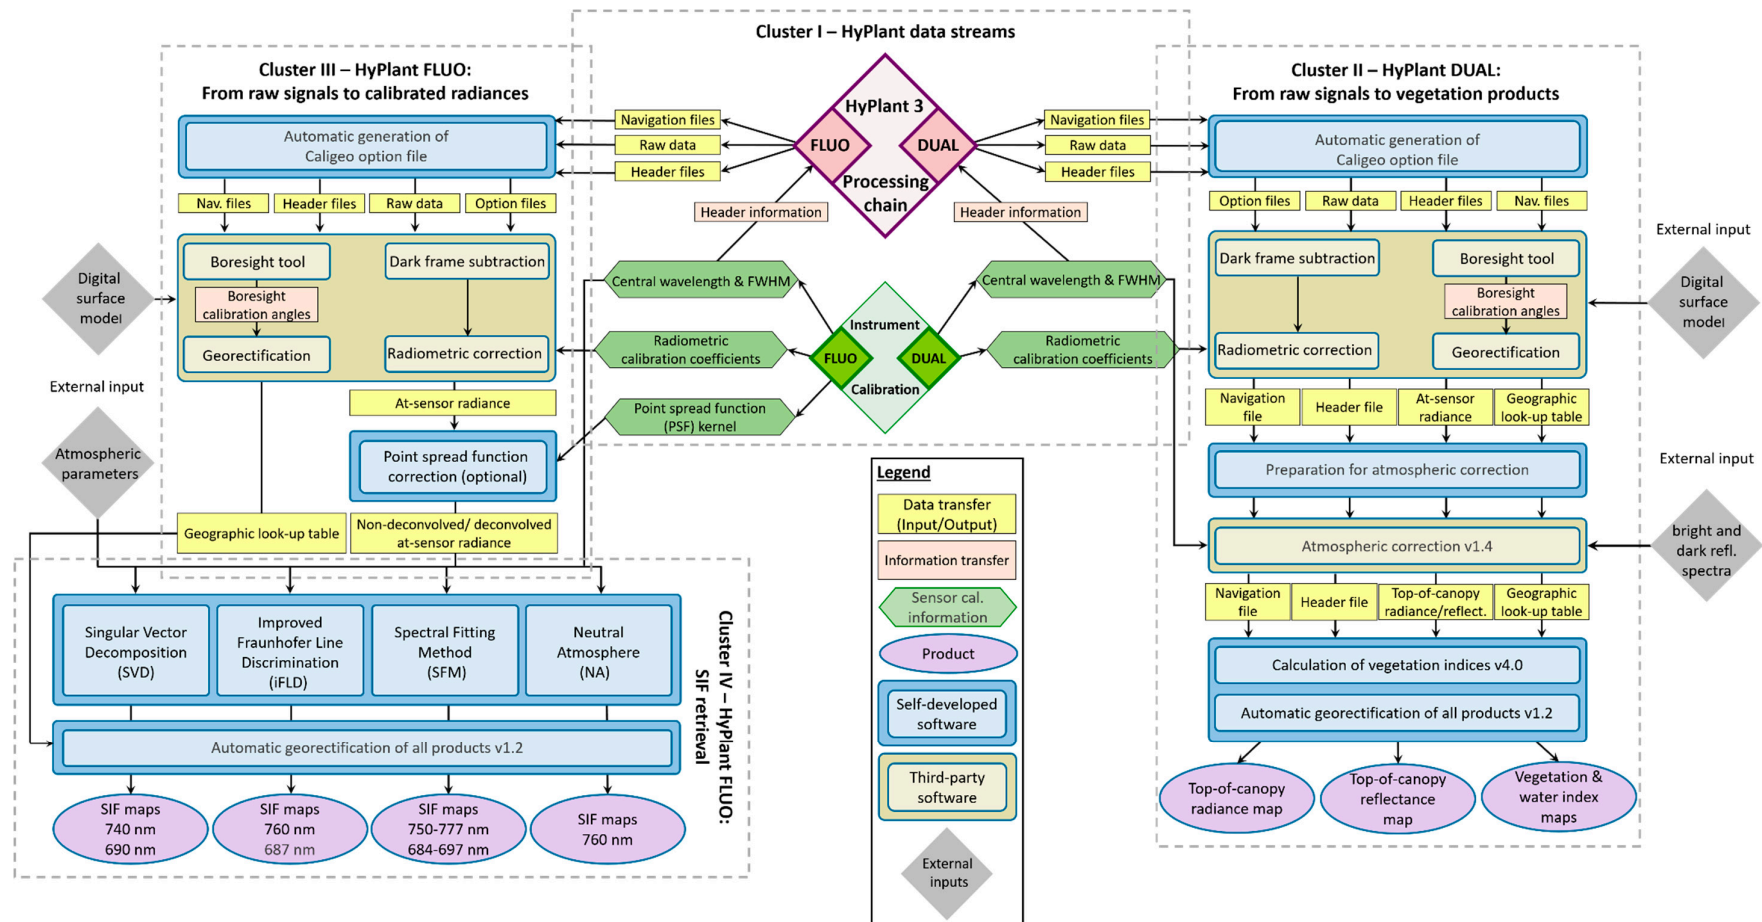 Cluster I – HyPlant data streams
HyPlant 3
FLUO
DUAL
Processing
chain
Navigation files
Raw data
Header files
Navigation files
Raw data
Header files
Header information
Header information
Central wavelength & FWHM
Central wavelength & FWHM
Instrument
FLUO
DUAL
Calibration
Radiometric
calibration coefficients
Radiometric
calibration coefficients
Point spread function
(PSF) kernel
Cluster III – HyPlant FLUO:
From raw signals to calibrated radiances
Automatic generation of
Caligeo option file
Nav. files
Header files
Raw data
Option files
Boresight tool
Boresight
calibration angles
Georectification
Dark frame subtraction
Radiometric correction
Digital
surface
model
External input
Atmospheric
parameters
At-sensor radiance
Point spread function
correction (optional)
Geographic look-up table
Non-deconvolved/ deconvolved
at-sensor radiance
Cluster IV – HyPlant FLUO:
SIF retrieval
Singular Vector
Decomposition
(SVD)
Improved
Fraunhofer Line
Discrimination
(iFLD)
Spectral Fitting
Method
(SFM)
Neutral
Atmosphere
(NA)
Automatic georectification of all products v1.2
SIF maps
740 nm
690 nm
SIF maps
760 nm
687 nm
SIF maps
750-777 nm
684-697 nm
SIF maps
760 nm
Legend
Data transfer
(Input/Output)
Information transfer
Sensor cal.
information
Product
Self-developed
software
Third-party
software
External
inputs
Cluster II – HyPlant DUAL:
From raw signals to vegetation products
Automatic generation of
Caligeo option file
Option files
Raw data
Header files
Nav. files
Dark frame subtraction
Radiometric correction
Boresight tool
Boresight
calibration angles
Georectification
External input
Digital
surface
model
Navigation
file
Header file
At-sensor
radiance
Geographic
look-up table
Preparation for atmospheric correction
External input
bright and
dark refl.
spectra
Atmospheric correction v1.4
Navigation
file
Header file
Top-of-canopy
radiance/reflect.
Geographic
look-up table
Calculation of vegetation indices v4.0
Automatic georectification of all products v1.2
Top-of-canopy
radiance map
Top-of-canopy
reflectance
map
Vegetation &
water index
maps